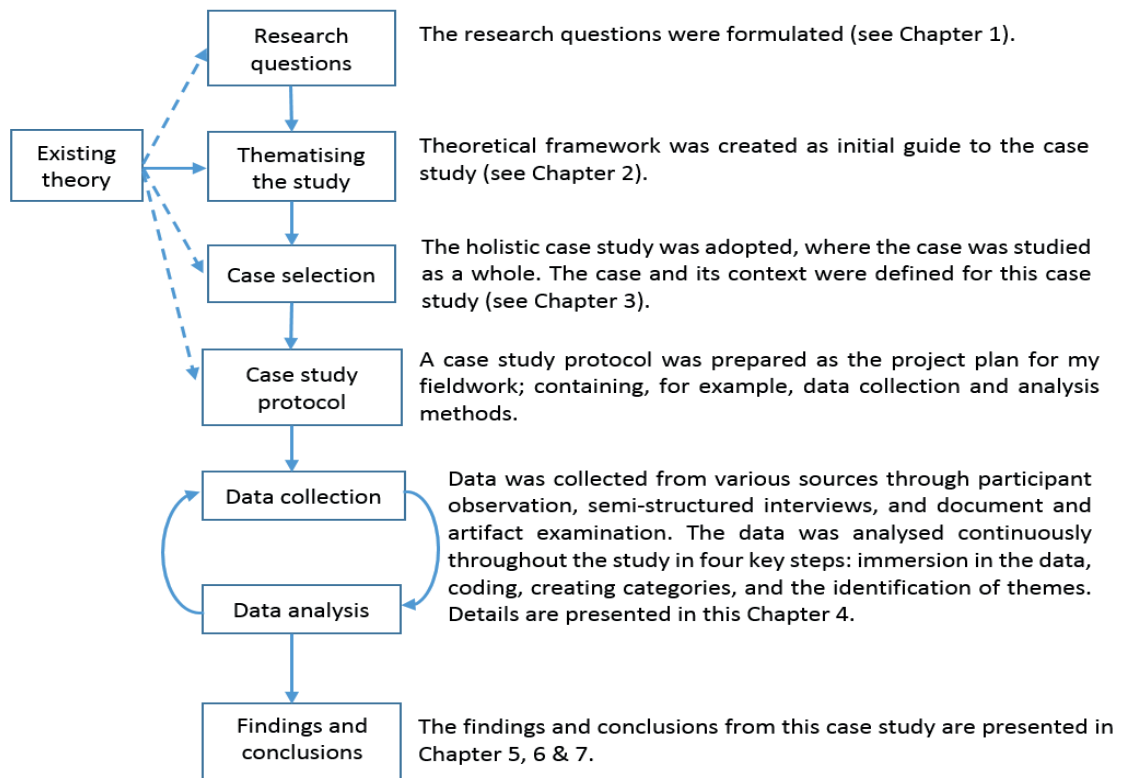 Research
questions
The research questions were formulated (see Chapter 1).
Existing
theory
Thematising
the study
Theoretical framework was created as initial guide to the case
study (see Chapter 2).
Case selection
The holistic case study was adopted, where the case was studied
as a whole. The case and its context were defined for this case
study (see Chapter 3).
Case study
protocol
A case study protocol was prepared as the project plan for my
fieldwork; containing, for example, data collection and analysis
methods.
Data collection
Data was collected from various sources through participant
observation, semi-structured interviews, and document and
artifact examination. The data was analysed continuously
throughout the study in four key steps: immersion in the data,
coding, creating categories, and the identification of themes.
Details are presented in this Chapter 4.
Data analysis
Findings and
conclusions
The findings and conclusions from this case study are presented in
Chapter 5, 6 & 7.